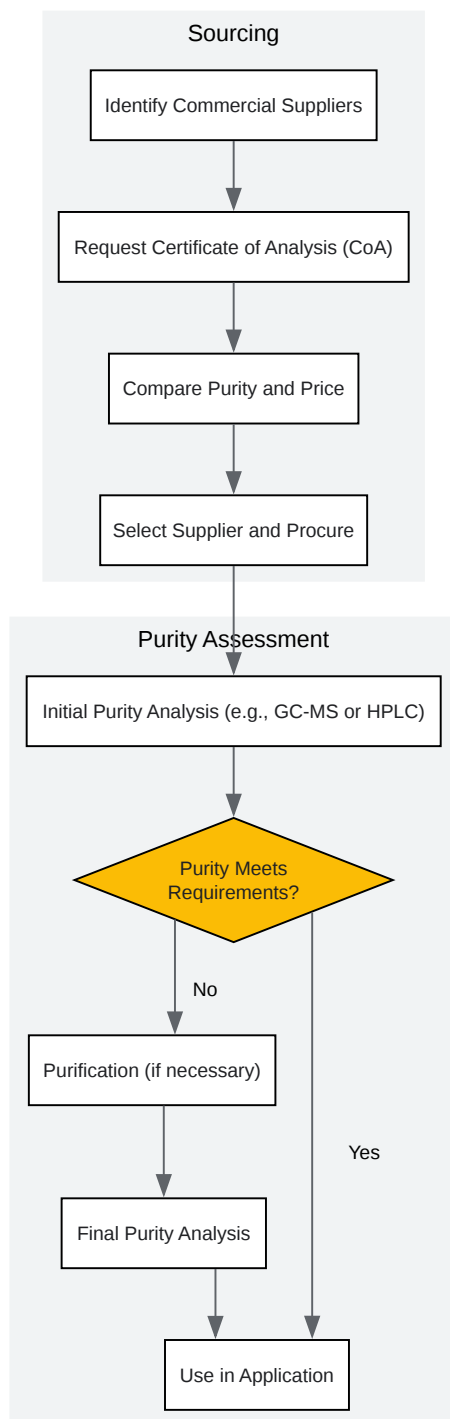 Sourcing
Identify Commercial Suppliers
Request Certificate of Analysis (CoA)
Compare Purity and Price
Select Supplier and Procure
Purity Assessment
Initial Purity Analysis (e.g., GC-MS or HPLC)
Purity Meets
Requirements?
No
Purification (if necessary)
Yes
Final Purity Analysis
Use in Application